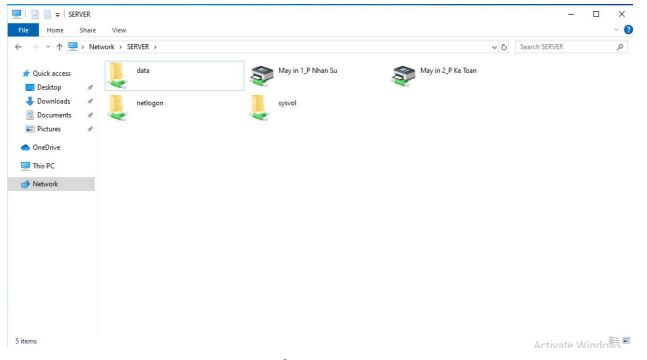 SERVER
File Home Share View
Network > SERVER >
Search SERVER
Quick access
Desktop
Downloads
Documents
Pictures
OneDrive
This PC
Network
data
May in 1_P Nhan Su
May in 2_P Ke Toan
netlogon
sysvol
5 items
Activate Windows